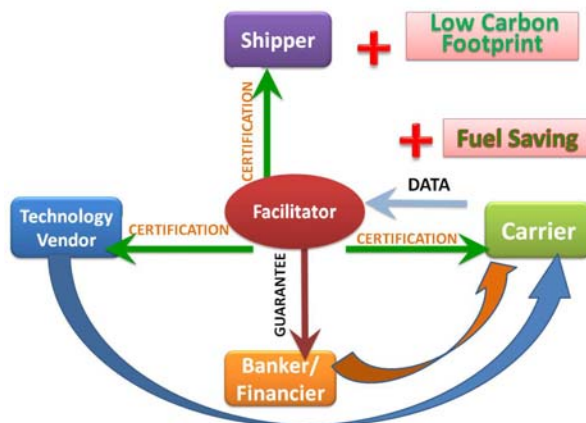 Shipper
Low Carbon
Footprint
CERTIFICATION
Fuel Saving
DATA
Technology
Vendor
CERTIFICATION
Facilitator
CERTIFICATION
Carrier
GUARANTEE
Banker/
Financier